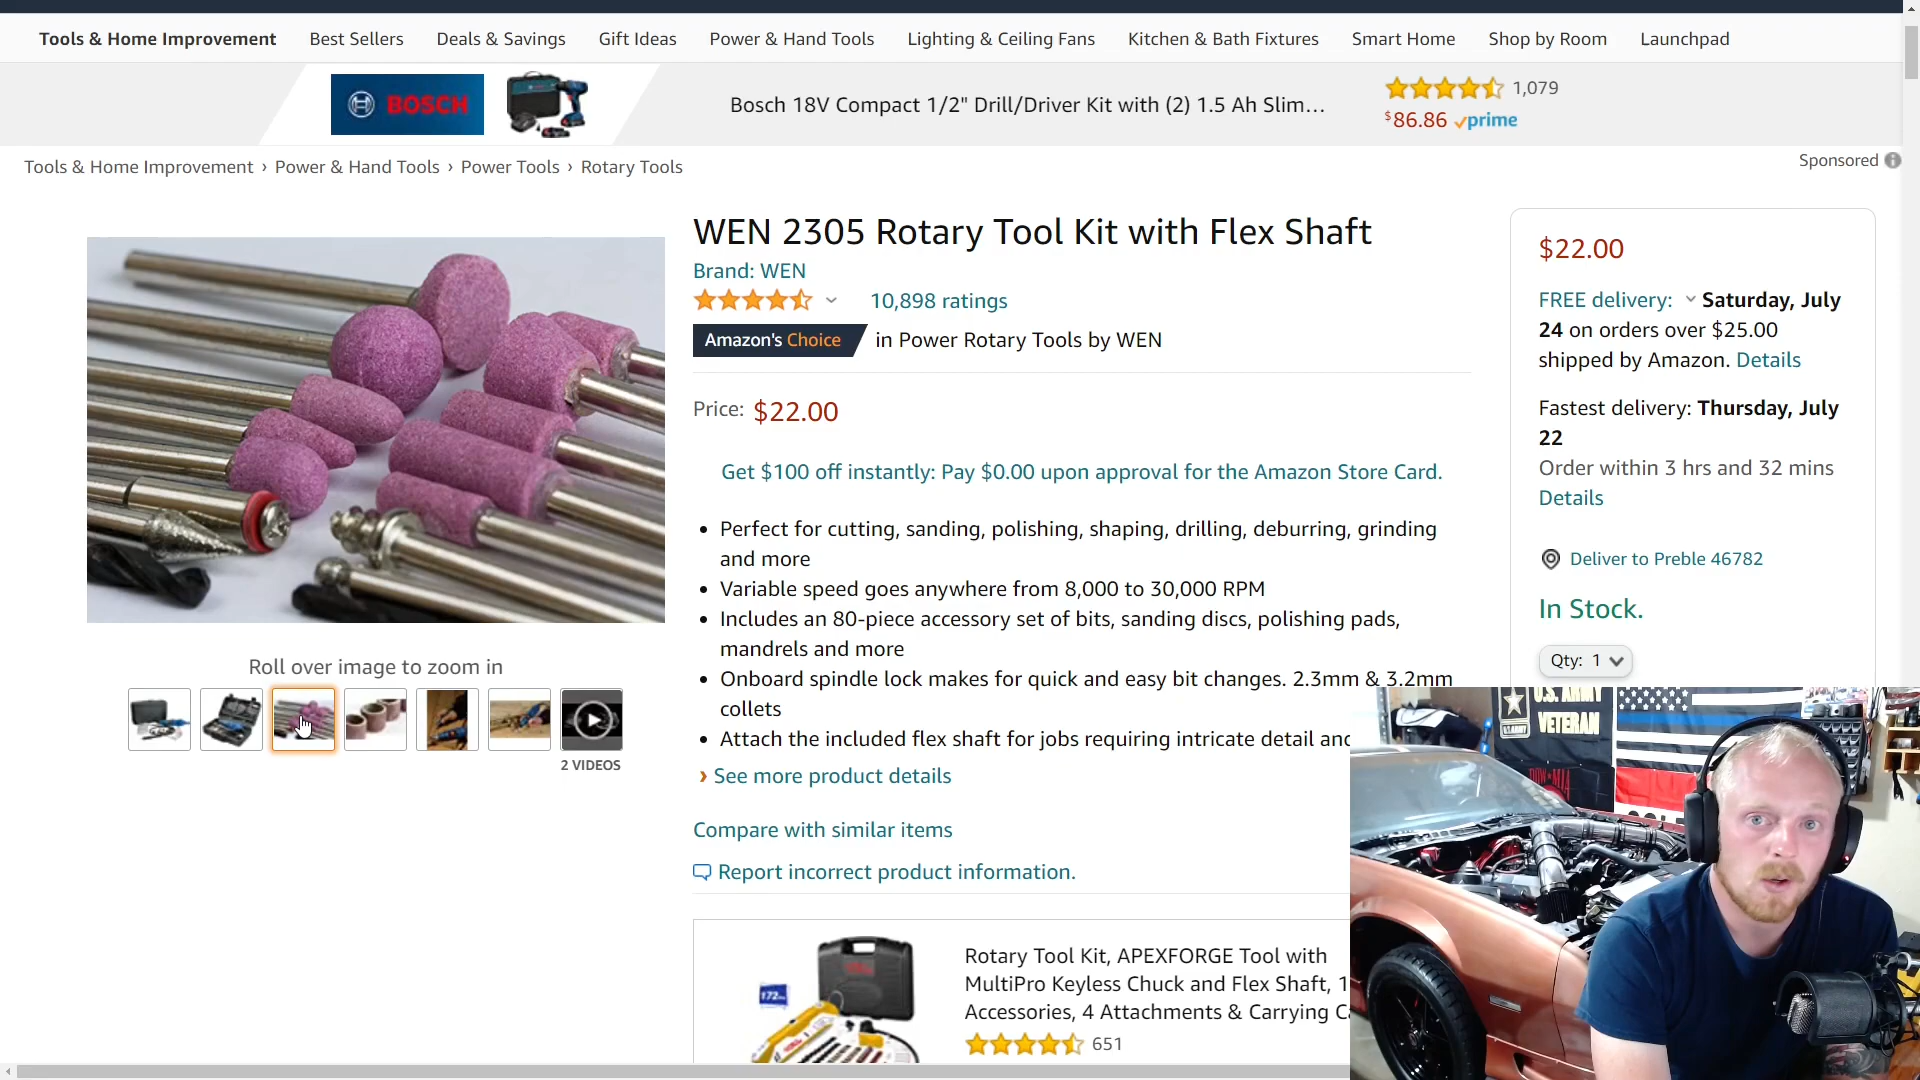 Tools & Home Improvement Best Sellers Deals & Savings Gift Ideas Power & Hand Tools Lighting & Ceiling Fans Kitchen & Bath Fixtures Smart Home Shop by Room Launchpad
BOSCH
Bosch 18V Compact 1/2" Drill/Driver Kit with (2) 1.5 Ah Slim...
1,079
$86.86 prime
Tools & Home Improvement › Power & Hand Tools › Power Tools › Rotary Tools
Sponsored
WEN 2305 Rotary Tool Kit with Flex Shaft
Brand: WEN
10,898 ratings
Amazon's Choice in Power Rotary Tools by WEN
Price: $22.00
Get $100 off instantly: Pay $0.00 upon approval for the Amazon Store Card.
• Perfect for cutting, sanding, polishing, shaping, drilling, deburring, grinding
and more
• Variable speed goes anywhere from 8,000 to 30,000 RPM
• Includes an 80-piece accessory set of bits, sanding discs, polishing pads,
mandrels and more
• Onboard spindle lock makes for quick and easy bit changes. 2.3mm & 3.2mm
collets
• Attach the included flex shaft for jobs requiring intricate detail and
› See more product details
Compare with similar items
Report incorrect product information.
Roll over image to zoom in
2 VIDEOS
$22.00
FREE delivery: Saturday, July
24 on orders over $25.00
shipped by Amazon. Details
Fastest delivery: Thursday, July
22
Order within 3 hrs and 32 mins
Details
Deliver to Preble 46782
In Stock.
Qty: 1
172
Rotary Tool Kit, APEXFORGE Tool with
MultiPro Keyless Chuck and Flex Shaft, 1
Accessories, 4 Attachments & Carrying C
651
U.S. ARMY
VETERAN
POW★MIA